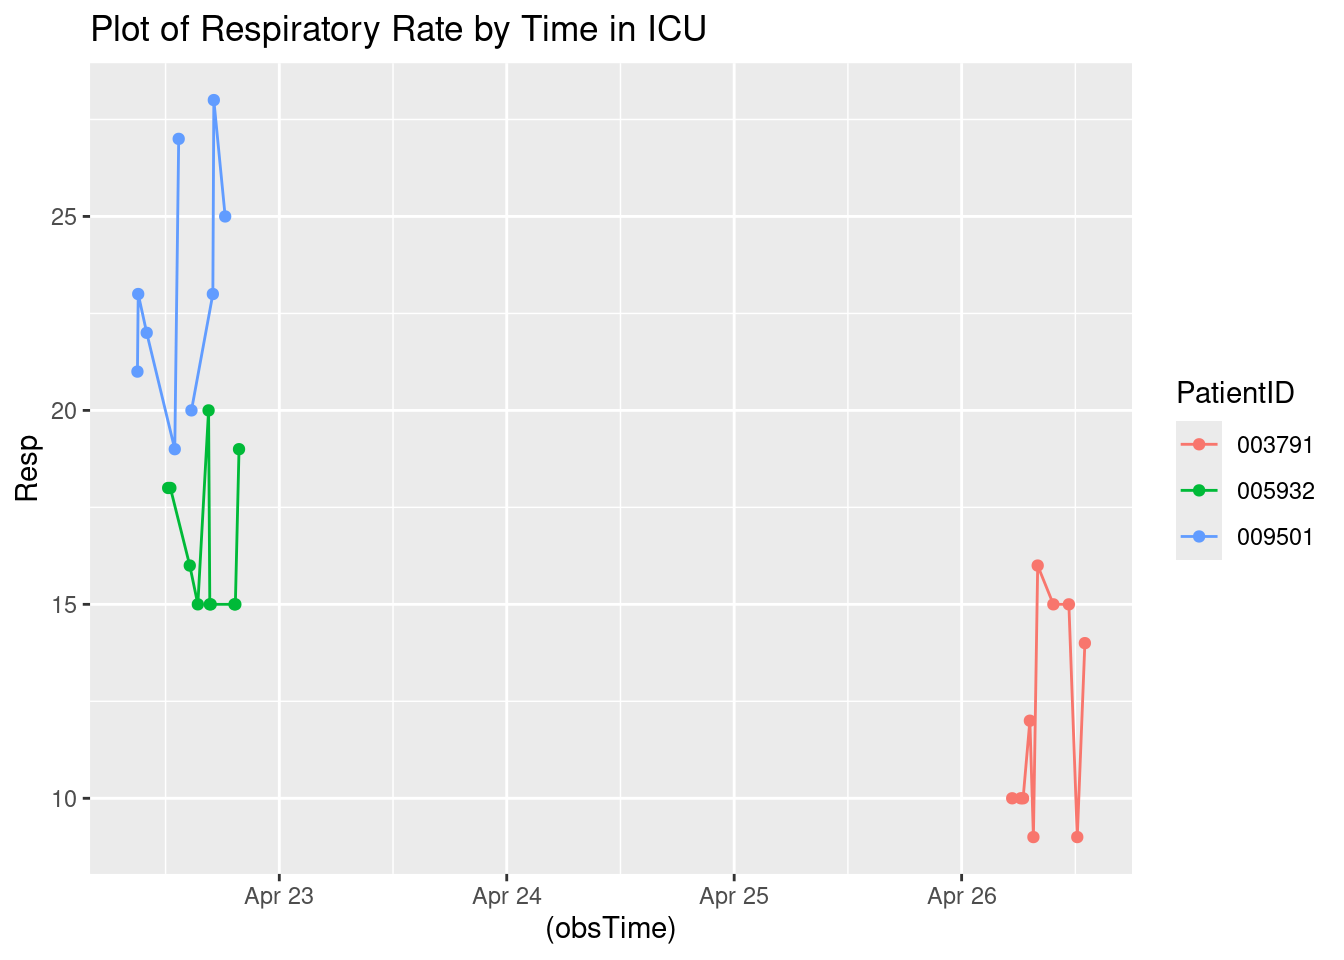 Plot of Respiratory Rate by Time in ICU
25
20
15
10
Resp
Apr 23
Apr 24
Apr 25
Apr 26
(obsTime)
PatientID
003791
005932
009501